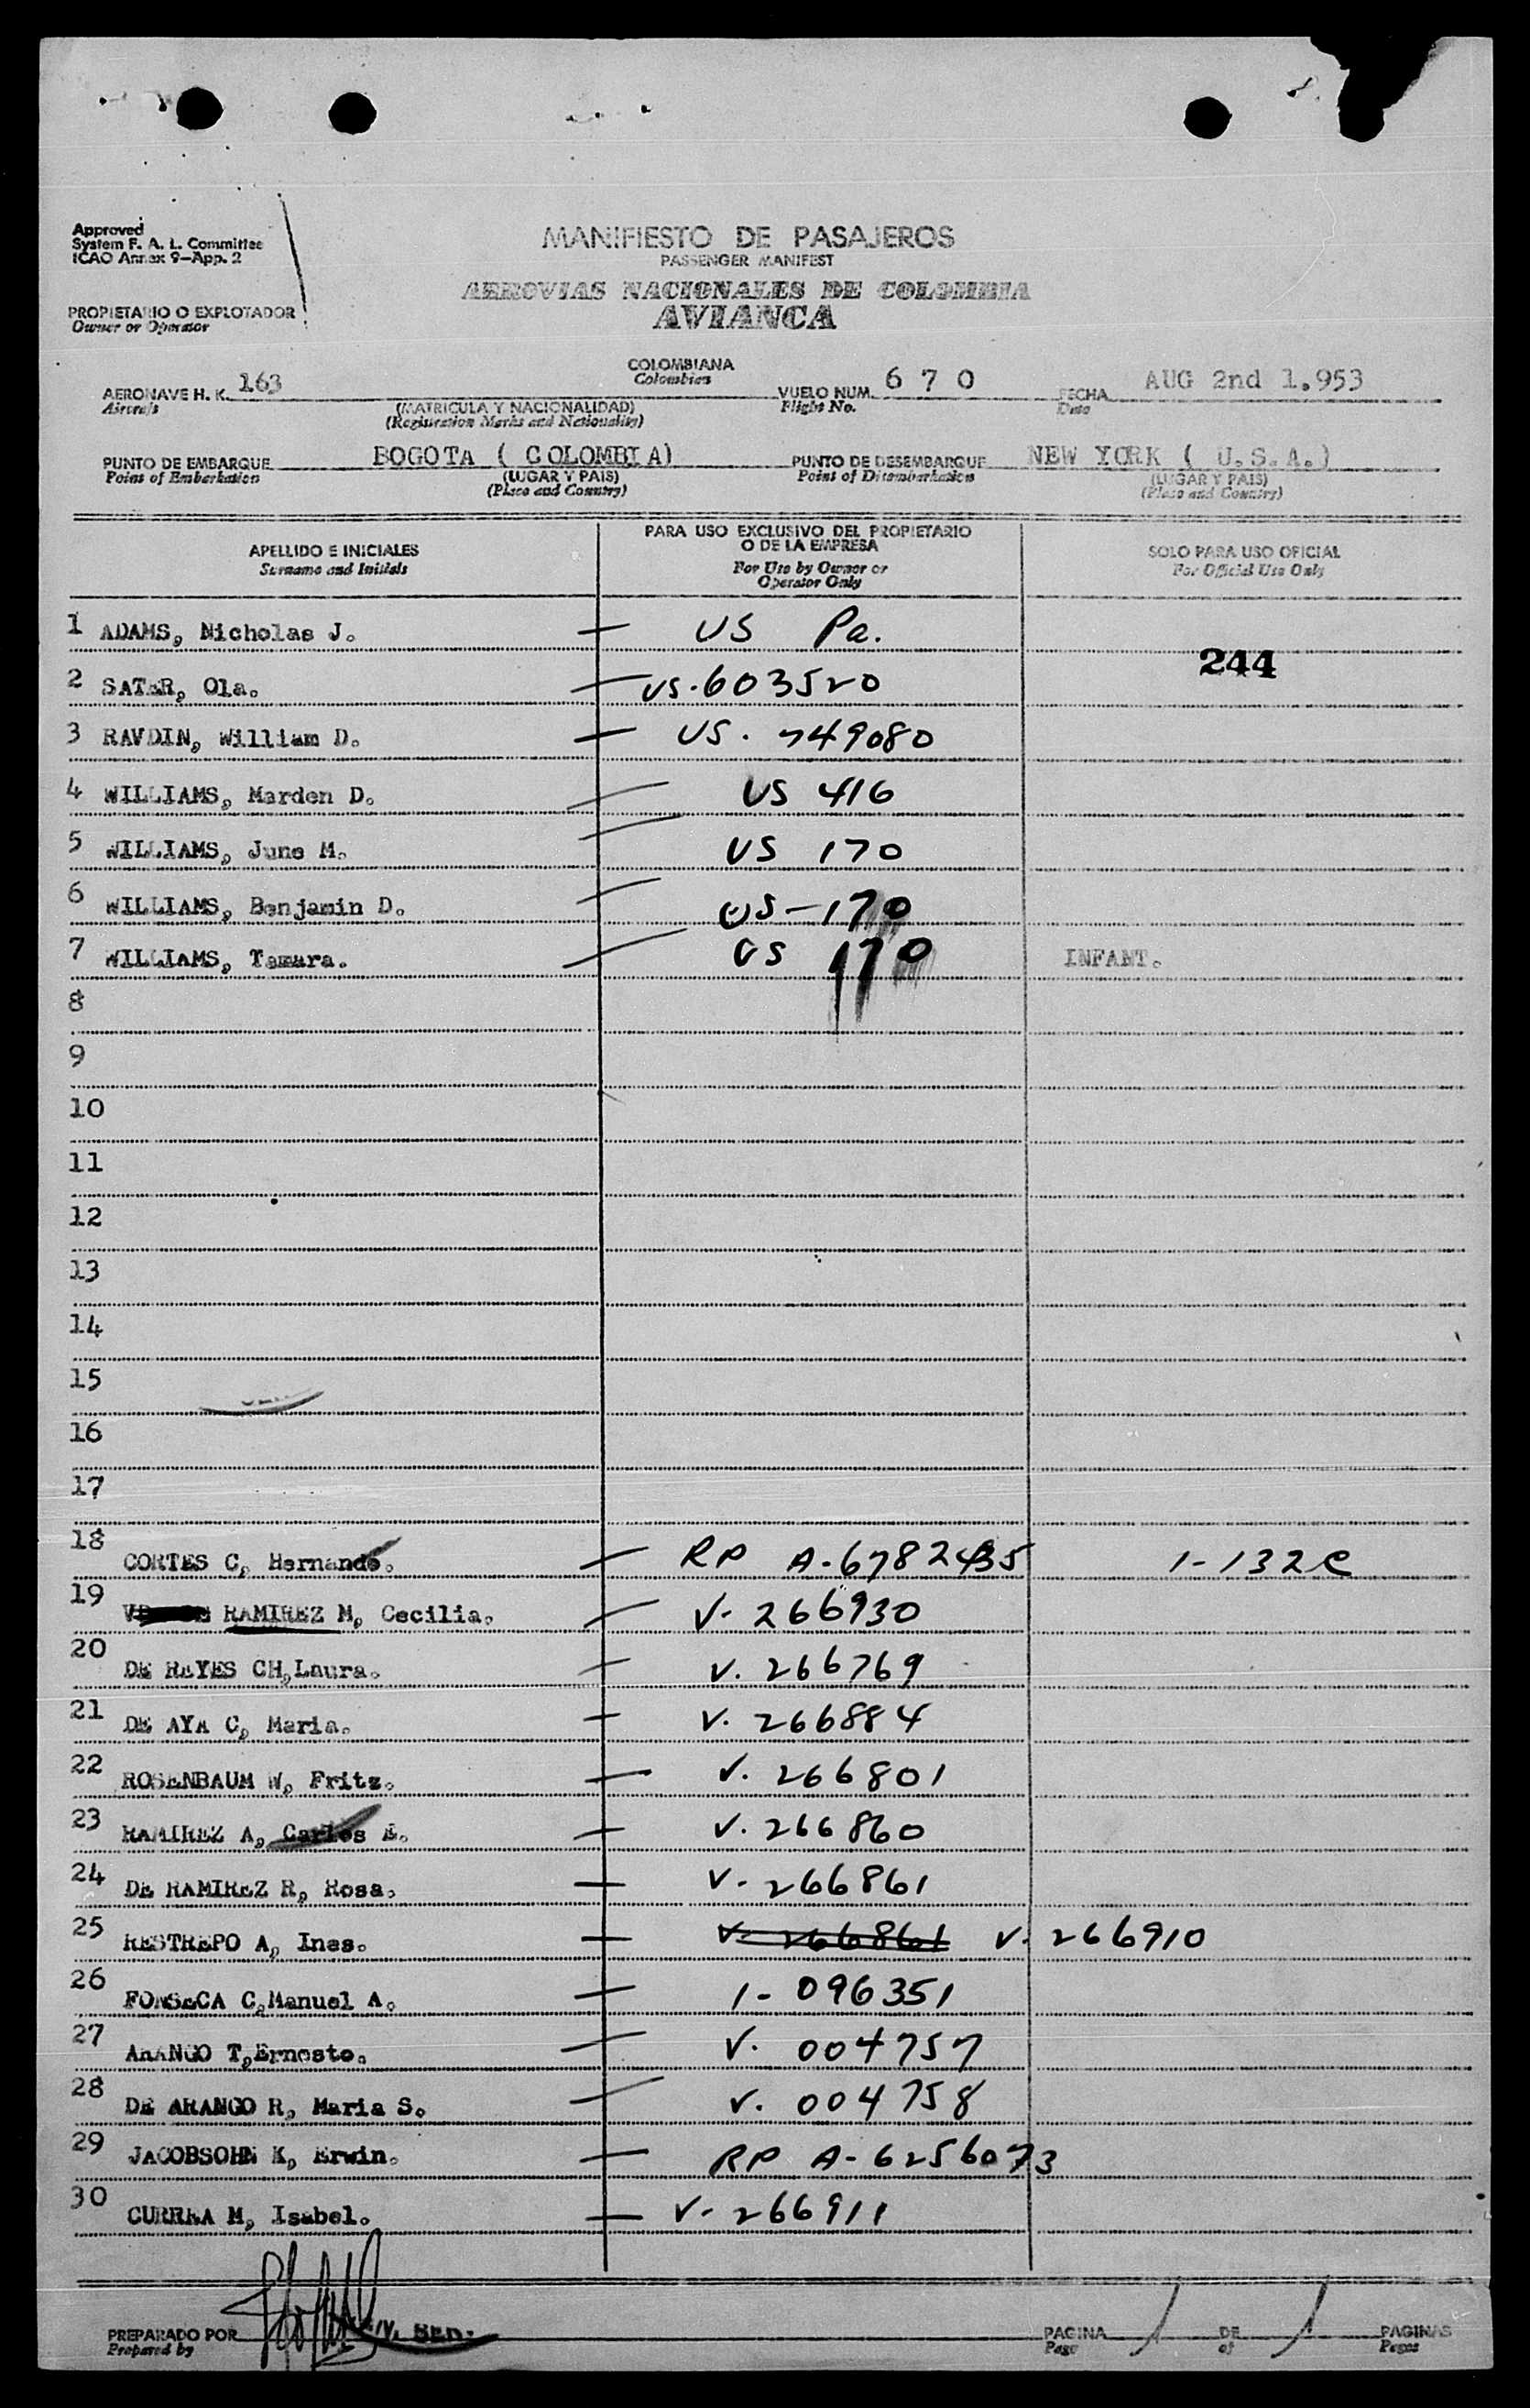 Approved
System F. A. L. Committee
ICAO Annex 9-App. 2
MANIFIESTO DE PASAJEROS
PASSENGER MANIFEST
AEROVIAS NACIONALES DE COLOMBIA
AVIANCA
PROPIETARIO O EXPLOTADOR
Owner or Operator
AERONAVE H. K. 163 COLOMBIANA VUELO NUM. 6 7 0 FECHA AUG 2nd 1.953
Aircrafs Colombian Flight No. Date
(MATRICULA Y NACIONALIDAD)
(Registration Marks and Nationality)
PUNTO DE EMBARQUE BOGOTA ( COLOMBIA) PUNTO DE DESEMBARQUE NEW YORK ( U.S.A.)
Point of Embarkation (LUGAR Y PAIS) Point of Disembarkation (LUGAR Y PAIS)
(Place and Country) (Place and Country)
APELLIDO E INICIALES PARA USO EXCLUSIVO DEL PROPIETARIO O DE LA EMPRESA SOLO PARA USO OFICIAL
Surname and Initials For Use by Owner or Operator Only For Official Use Only
1 ADAMS, Nicholas J. — US Pa.
244
2 SATER, Ola. — US.603520
3 RAVDIN, William D. — US. 749080
4 WILLIAMS, Marden D. — US 416
5 WILLIAMS, June M. — US 170
6 WILLIAMS, Benjamin D. — US-170
7 WILLIAMS, Tamara. — US 170 INFANT.
8
9
10
11
12
13
14
15
16
17
18 CORTES C, Hernando. — RP A-6782435 1-132c
19 RAMIREZ M, Cecilia. — V- 266930
20 DE REYES CH, Laura. — V. 266769
21 DE AYA C, Maria. — V. 266884
22 ROSENBAUM W, Fritz. — V. 266801
23 RAMIREZ A, Carlos E. — V. 266860
24 DE RAMIREZ R, Rosa. — V- 266861
25 RESTREPO A, Ines. — V- 266861 V. 266910
26 FONSECA C, Manuel A. — 1- 096351
27 ARANGO T, Ernesto. — V. 004757
28 DE ARANGO R, Maria S. — V. 004758
29 JACOBSOHN K, Erwin. — RP A- 6256073
30 CURREA M, Isabel. — V- 266911
PREPARADO POR PAGINA 1 DE 1 PAGINAS
Prepared by Page of Pages